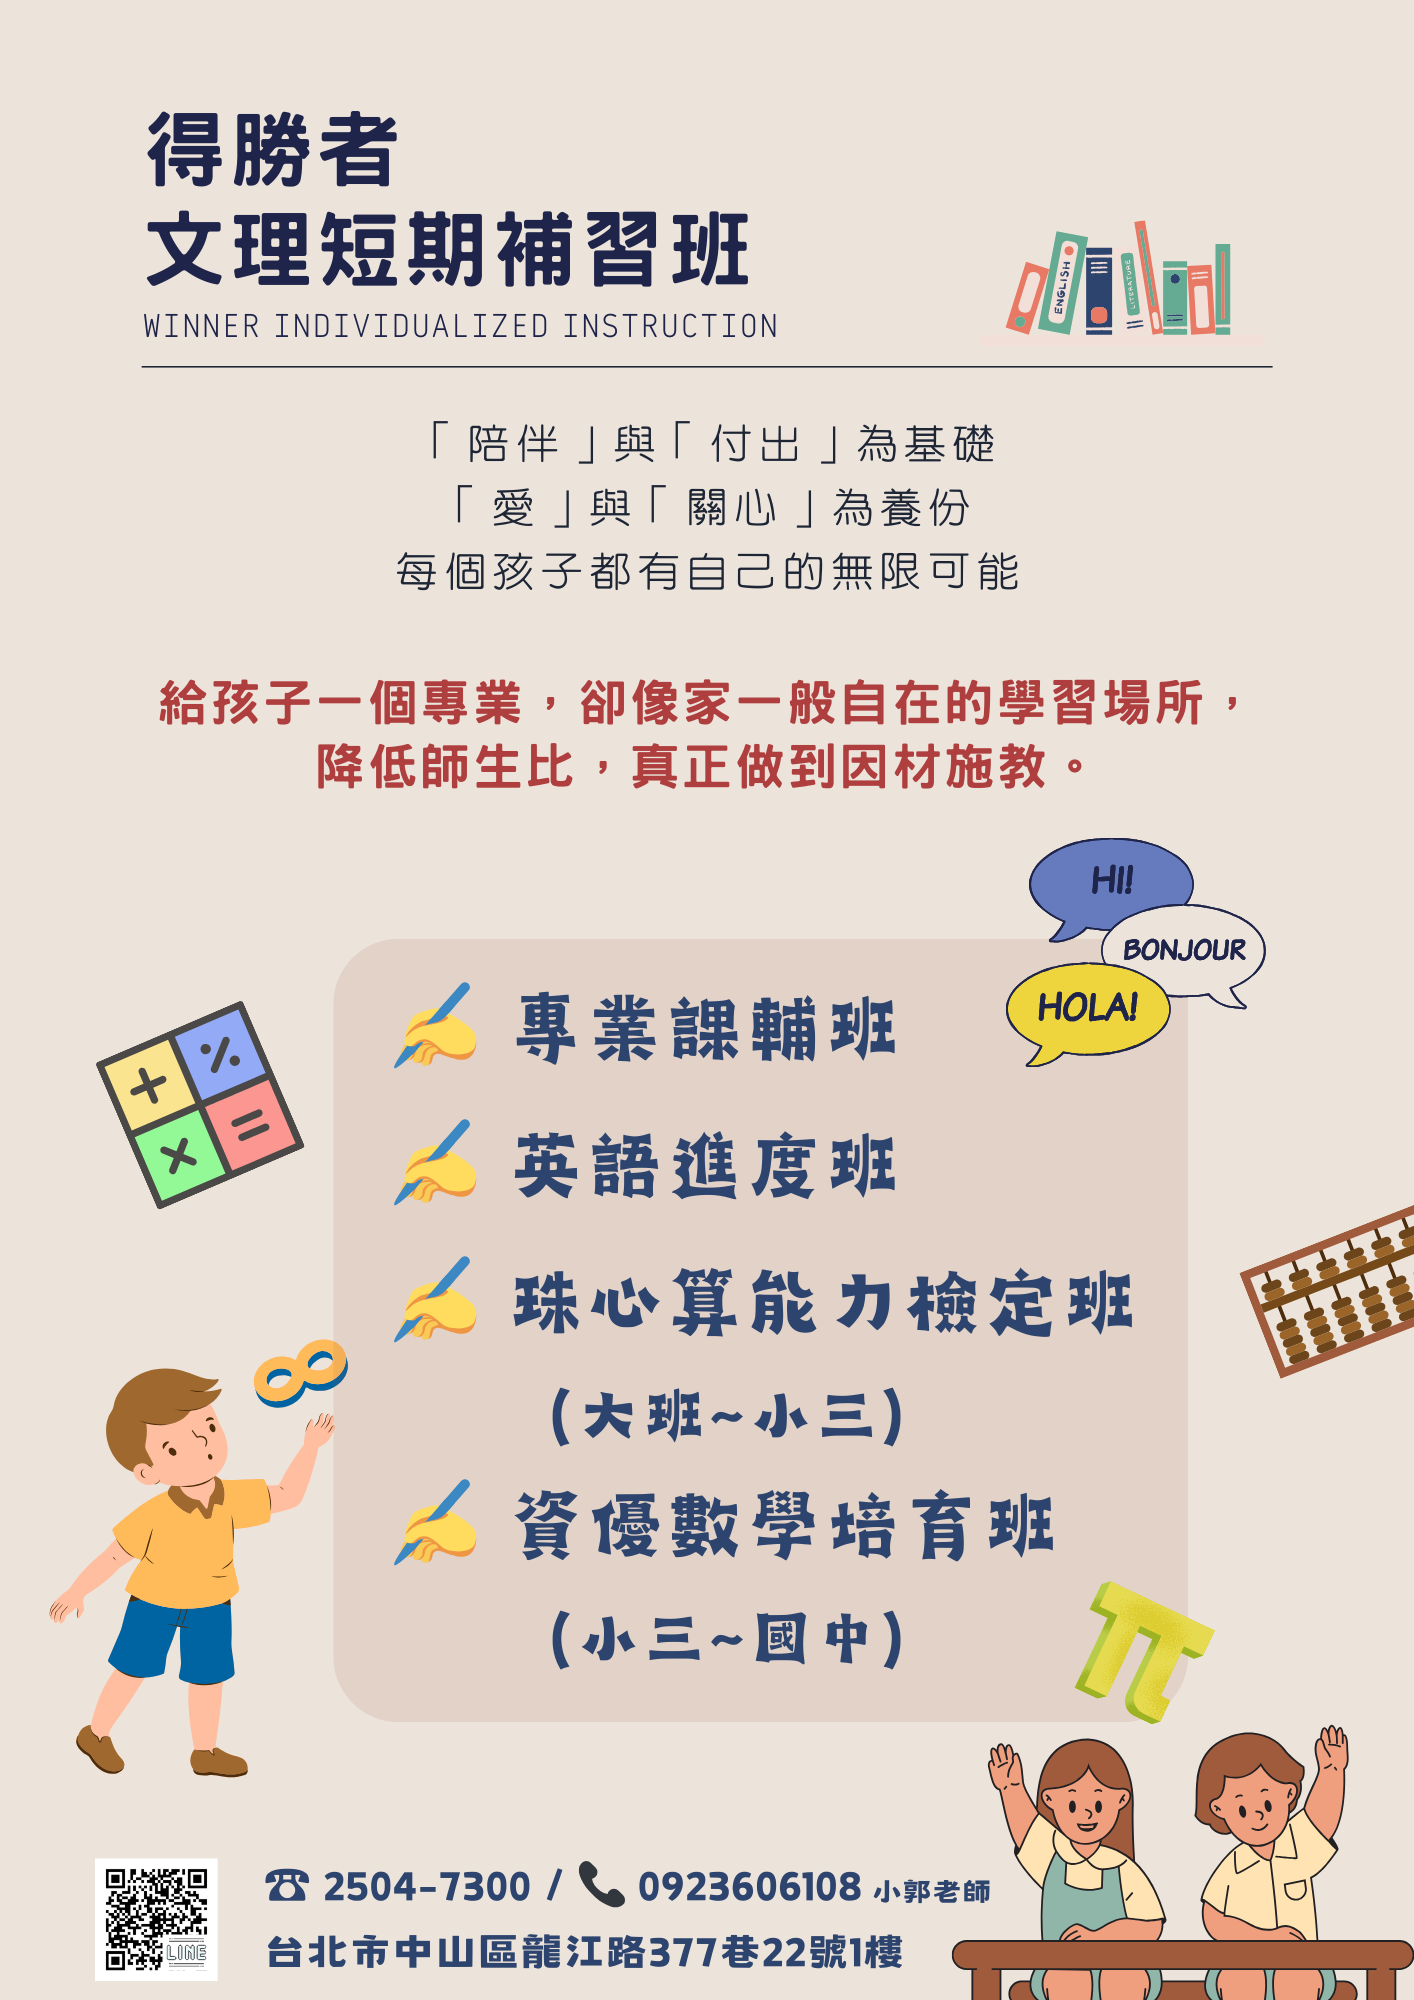 得勝者
文理短期補習班
WINNER INDIVIDUALIZED INSTRUCTION
ENGLISH
LITERATURE
「 陪伴 」與「 付出 」為基礎
「 愛 」與「 關心 」為養份
每個孩子都有自己的無限可能
給孩子一個專業，卻像家一般自在的學習場所，
降低師生比，真正做到因材施教。
HI!
BONJOUR
HOLA!
✍ 專業課輔班
✍ 英語進度班
✍ 珠心算能力檢定班
(大班~小三)
✍ 資優數學培育班
(小三~國中)
☎ 2504-7300 / 📞 0923606108 小郭老師
台北市中山區龍江路377巷22號1樓
LINE